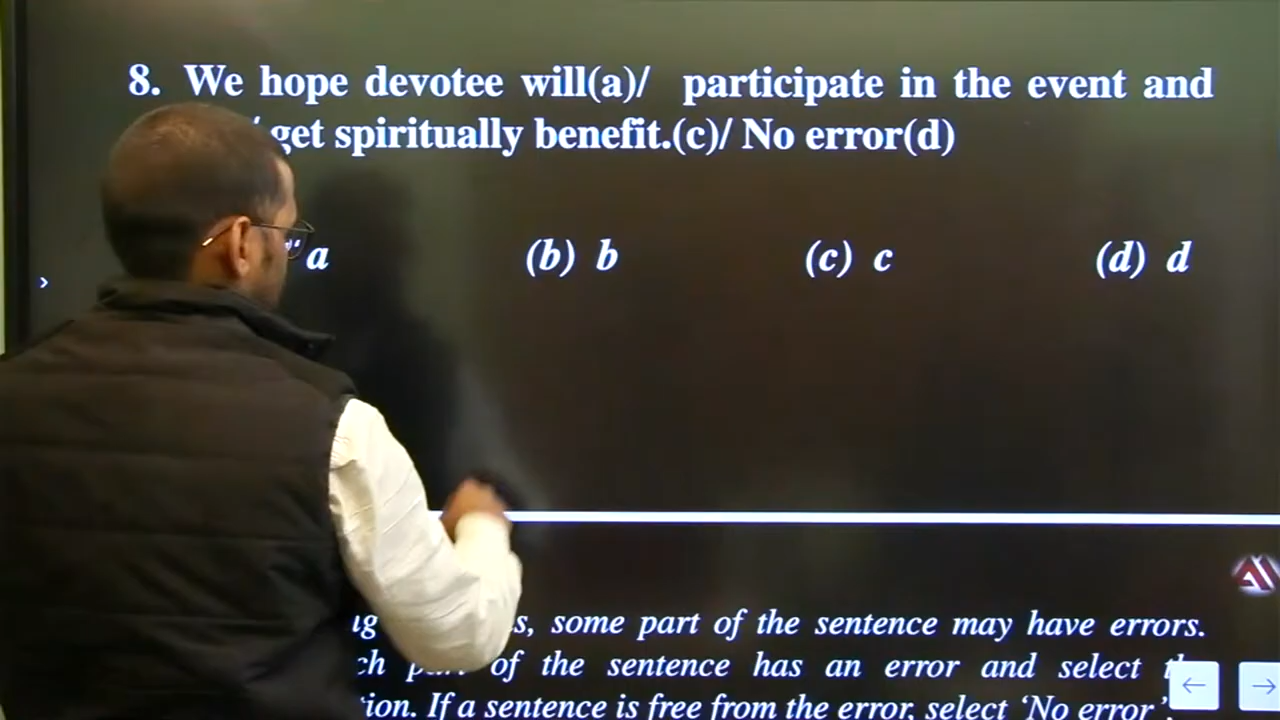 8. We hope devotee will(a)/ participate in the event and
get spiritually benefit.(c)/ No error(d)
a (b) b (c) c (d) d
s, some part of the sentence may have errors.
of the sentence has an error and select
If a sentence is free from the error, select ‘No error’.